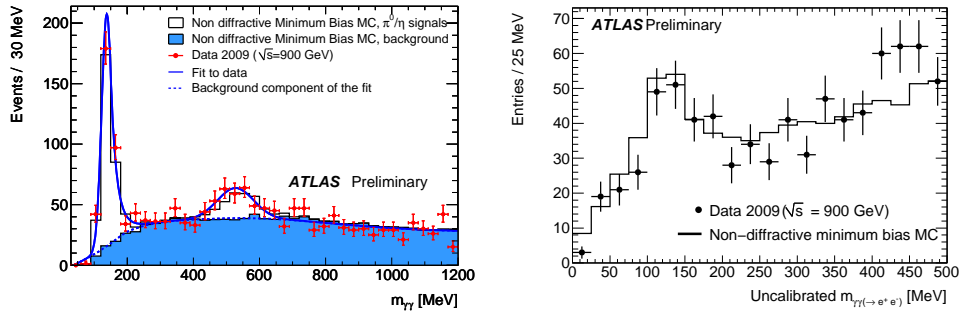 Events / 30 MeV
200
150
100
50
0
Non diffractive Minimum Bias MC, π⁰/η signals
Non diffractive Minimum Bias MC, background
Data 2009 (√s=900 GeV)
Fit to data
Background component of the fit
ATLAS Preliminary
0 200 400 600 800 1000 1200
mγγ [MeV]
Entries / 25 MeV
70
60
50
40
30
20
10
0
ATLAS Preliminary
Data 2009(√s = 900 GeV)
Non-diffractive minimum bias MC
0 50 100 150 200 250 300 350 400 450 500
Uncalibrated mγγ(→ e⁺ e⁻) [MeV]